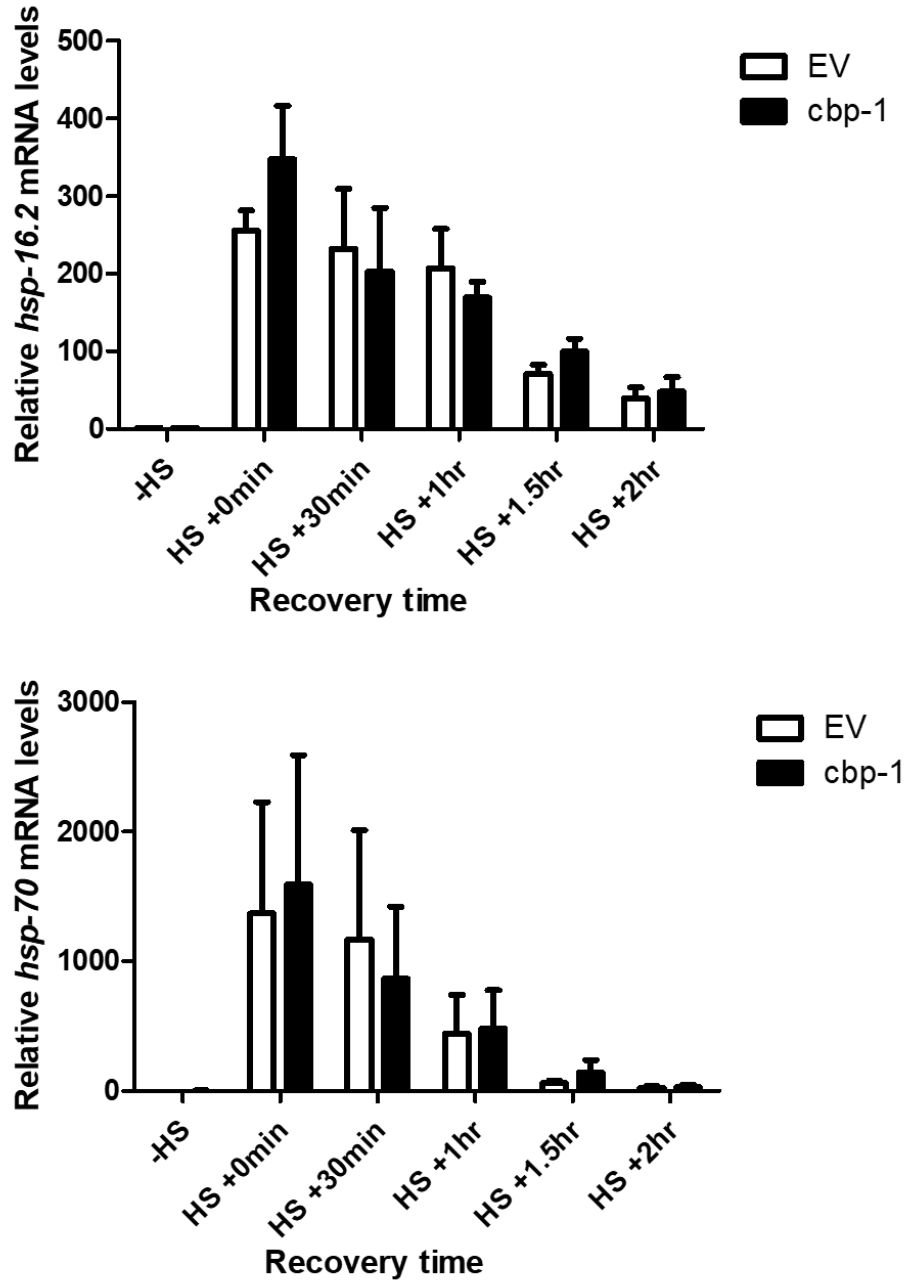 Relative hsp-16.2 mRNA levels
500
400
300
200
100
0
EV
cbp-1
-HS
HS +0min
HS +30min
HS +1hr
HS +1.5hr
HS +2hr
Recovery time
Relative hsp-70 mRNA levels
3000
2000
1000
0
EV
cbp-1
-HS
HS +0min
HS +30min
HS +1hr
HS +1.5hr
HS +2hr
Recovery time